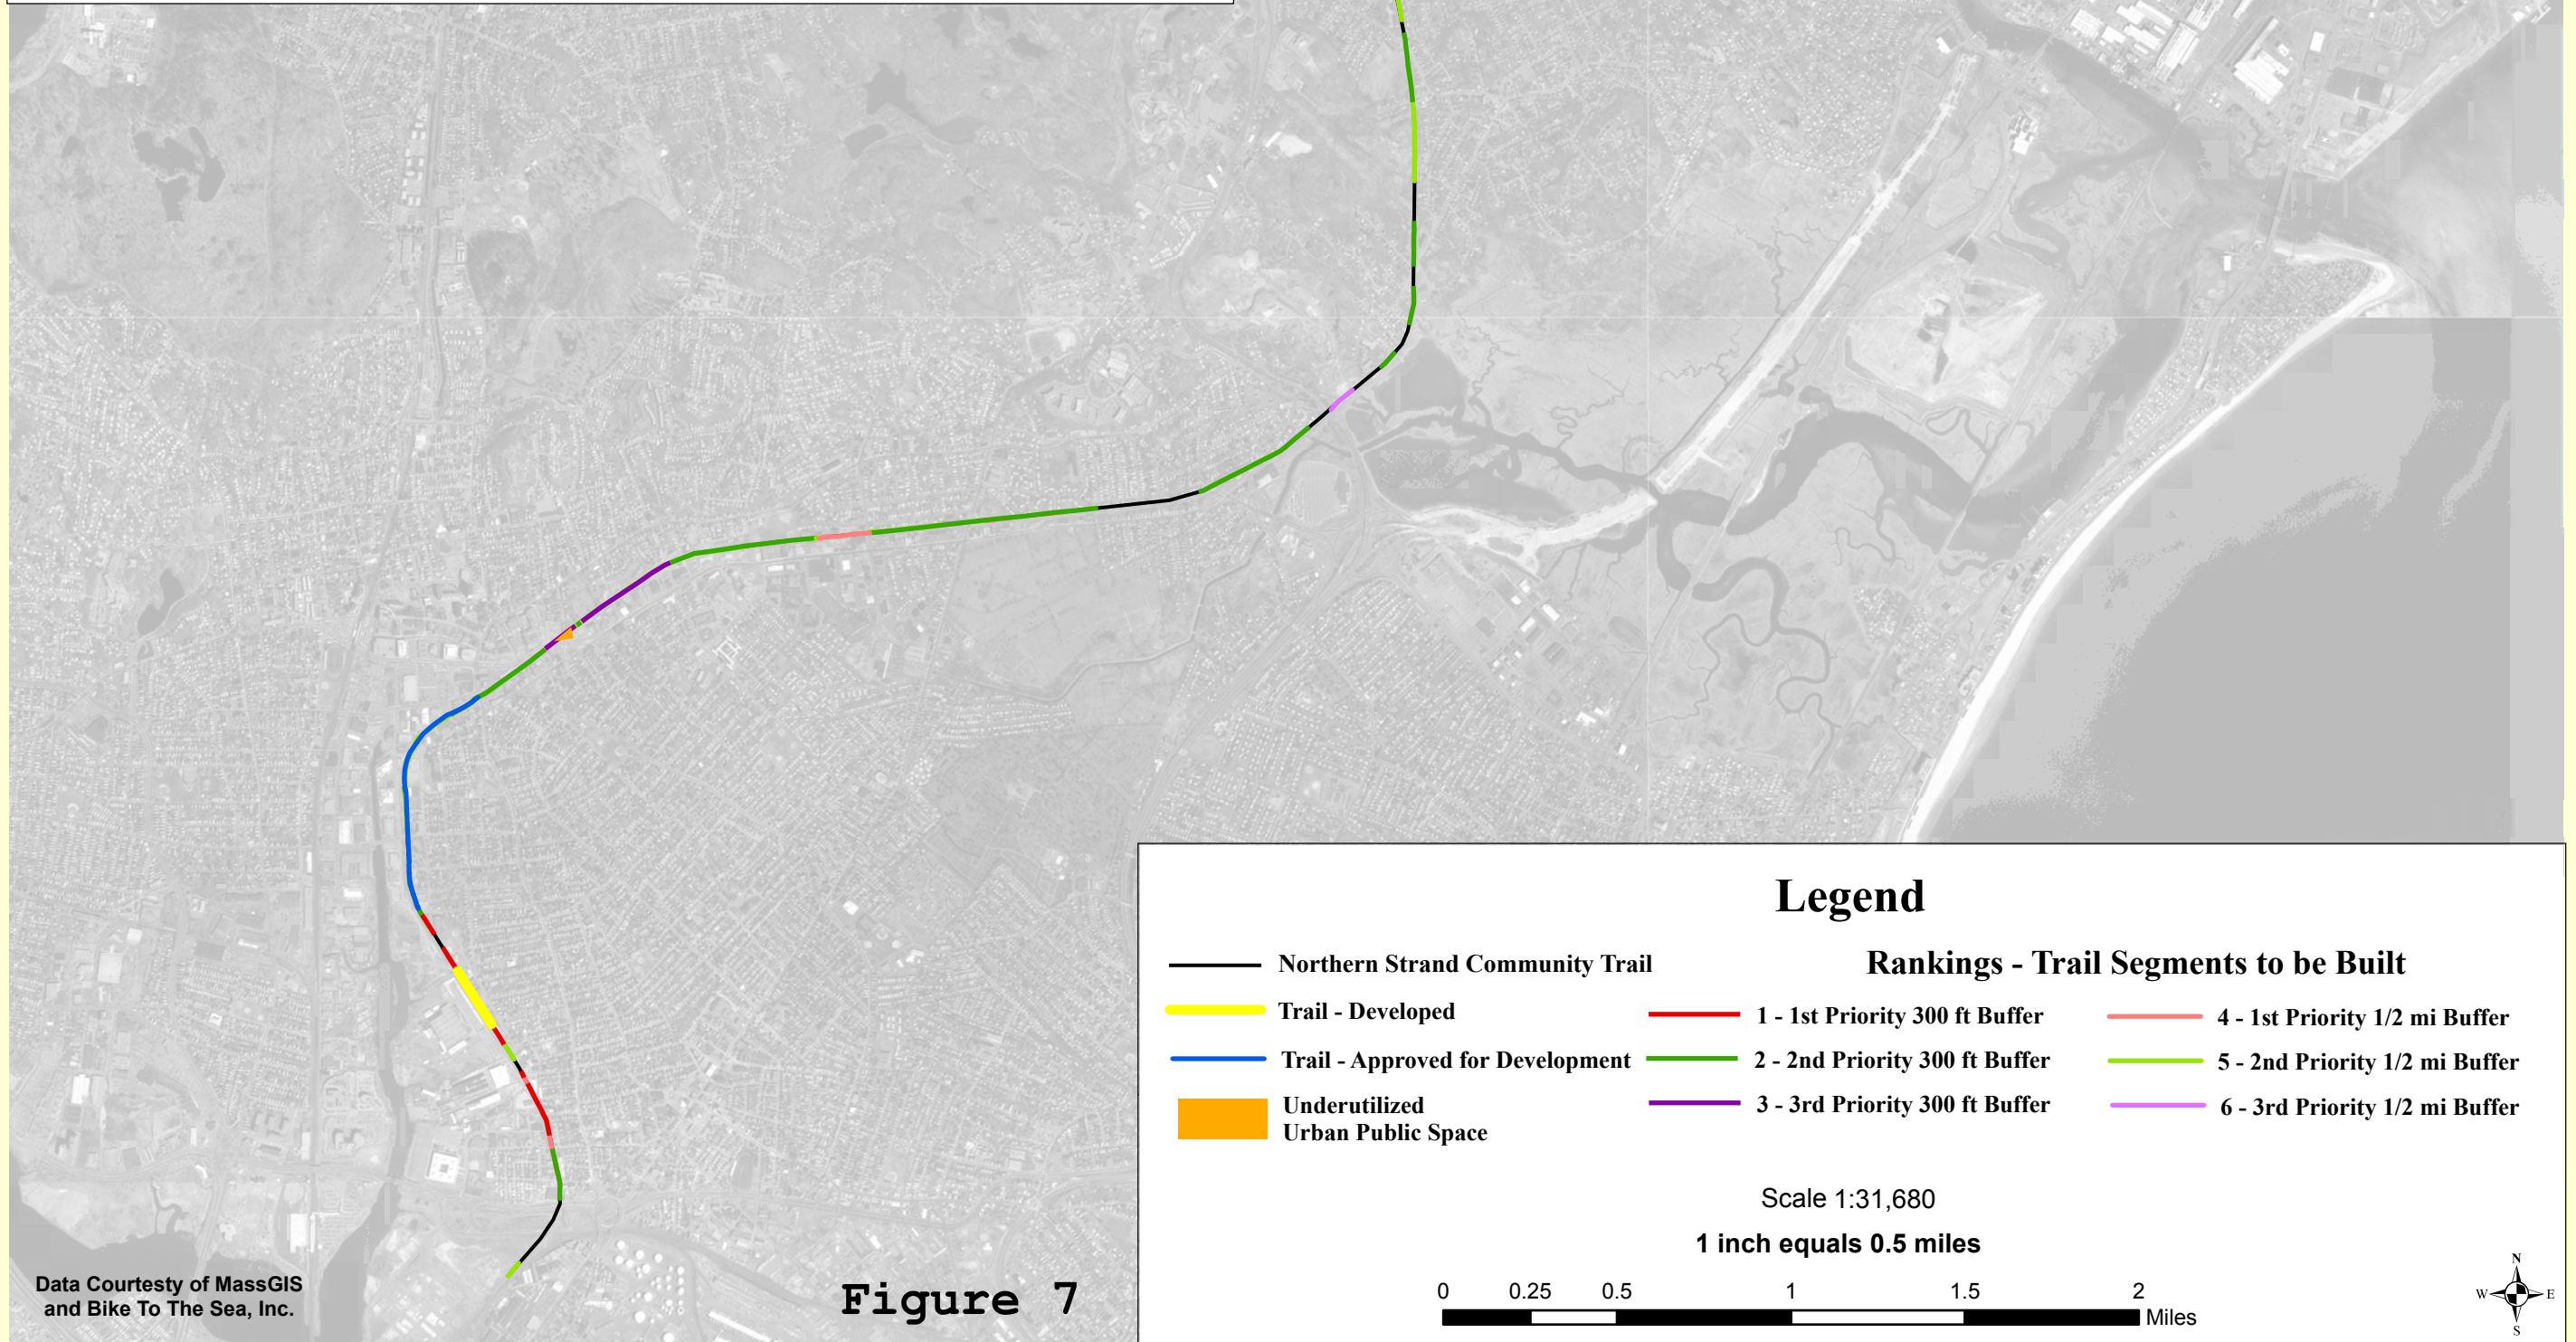 Legend
Northern Strand Community Trail
Trail - Developed
Trail - Approved for Development
Underutilized
Urban Public Space
Rankings - Trail Segments to be Built
1 - 1st Priority 300 ft Buffer
2 - 2nd Priority 300 ft Buffer
3 - 3rd Priority 300 ft Buffer
4 - 1st Priority 1/2 mi Buffer
5 - 2nd Priority 1/2 mi Buffer
6 - 3rd Priority 1/2 mi Buffer
Scale 1:31,680
1 inch equals 0.5 miles
0 0.25 0.5 1 1.5 2
Miles
N
W E
S
Data Courtesty of MassGIS
and Bike To The Sea, Inc.
Figure 7